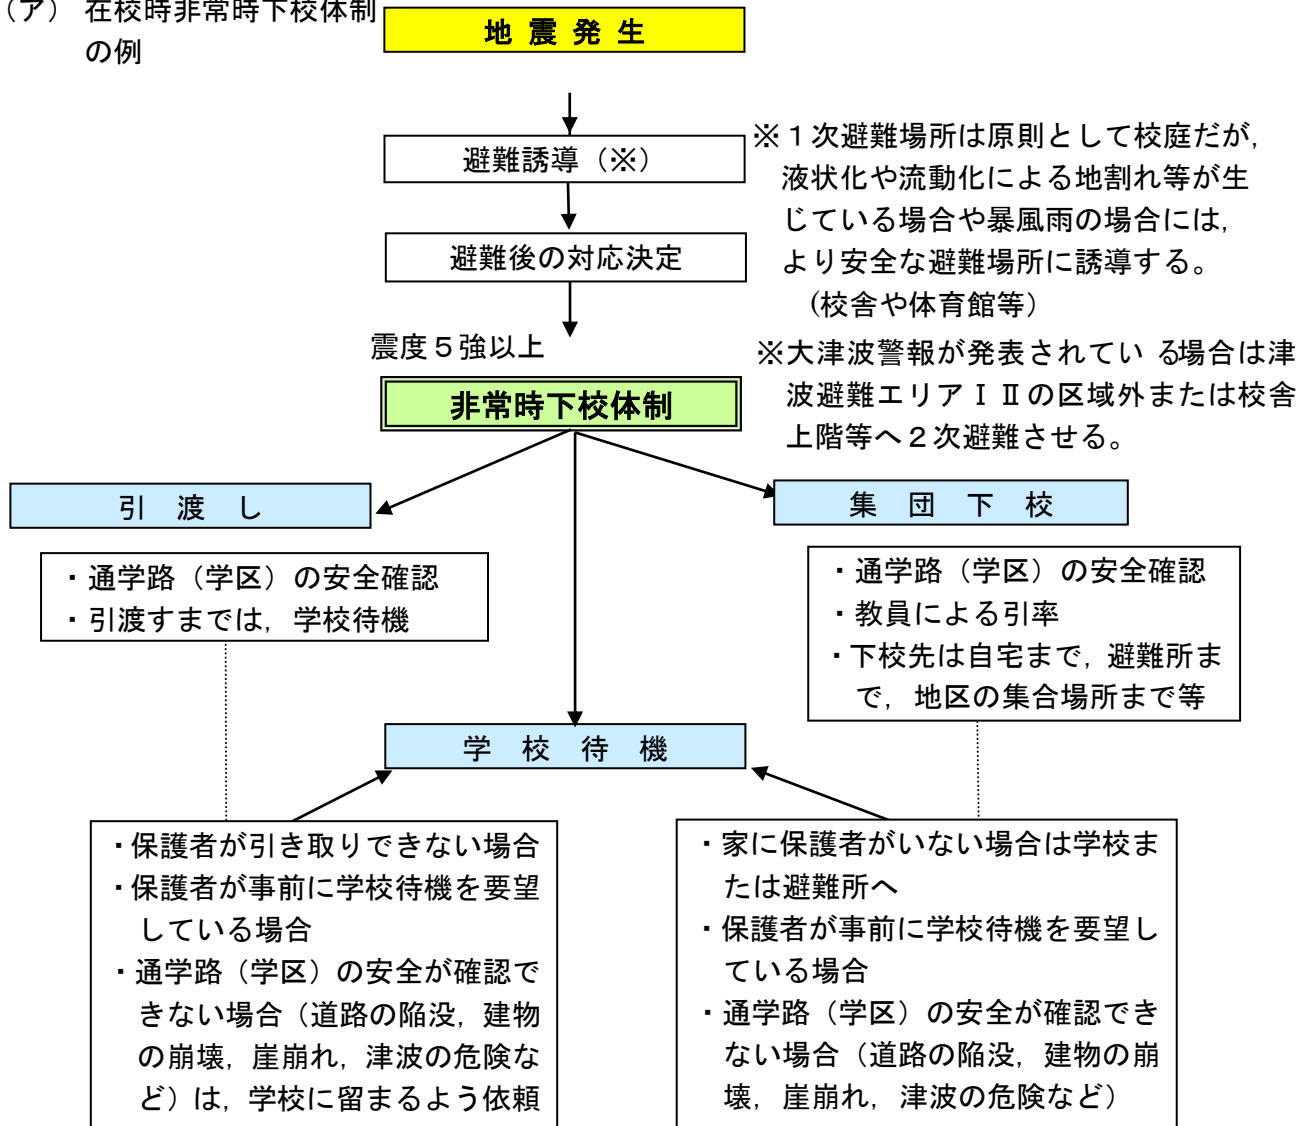 （ア） 在校時非常時下校体制
の例
地 震 発 生
避難誘導（※）
※１次避難場所は原則として校庭だが，
液状化や流動化による地割れ等が生
じている場合や暴風雨の場合には，
より安全な避難場所に誘導する。
（校舎や体育館等）
避難後の対応決定
震度５強以上
※大津波警報が発表されてい る場合は津
波避難エリアⅠⅡの区域外または校舎
上階等へ２次避難させる。
非常時下校体制
引　渡　し
・通学路（学区）の安全確認
・引渡すまでは，学校待機
集　団　下　校
・通学路（学区）の安全確認
・教員による引率
・下校先は自宅まで，避難所ま
で，地区の集合場所まで等
学　校　待　機
・保護者が引き取りできない場合
・保護者が事前に学校待機を要望
している場合
・通学路（学区）の安全が確認で
きない場合（道路の陥没，建物
の崩壊，崖崩れ，津波の危険な
ど）は，学校に留まるよう依頼
・家に保護者がいない場合は学校ま
たは避難所へ
・保護者が事前に学校待機を要望し
ている場合
・通学路（学区）の安全が確認でき
ない場合（道路の陥没，建物の崩
壊，崖崩れ，津波の危険など）